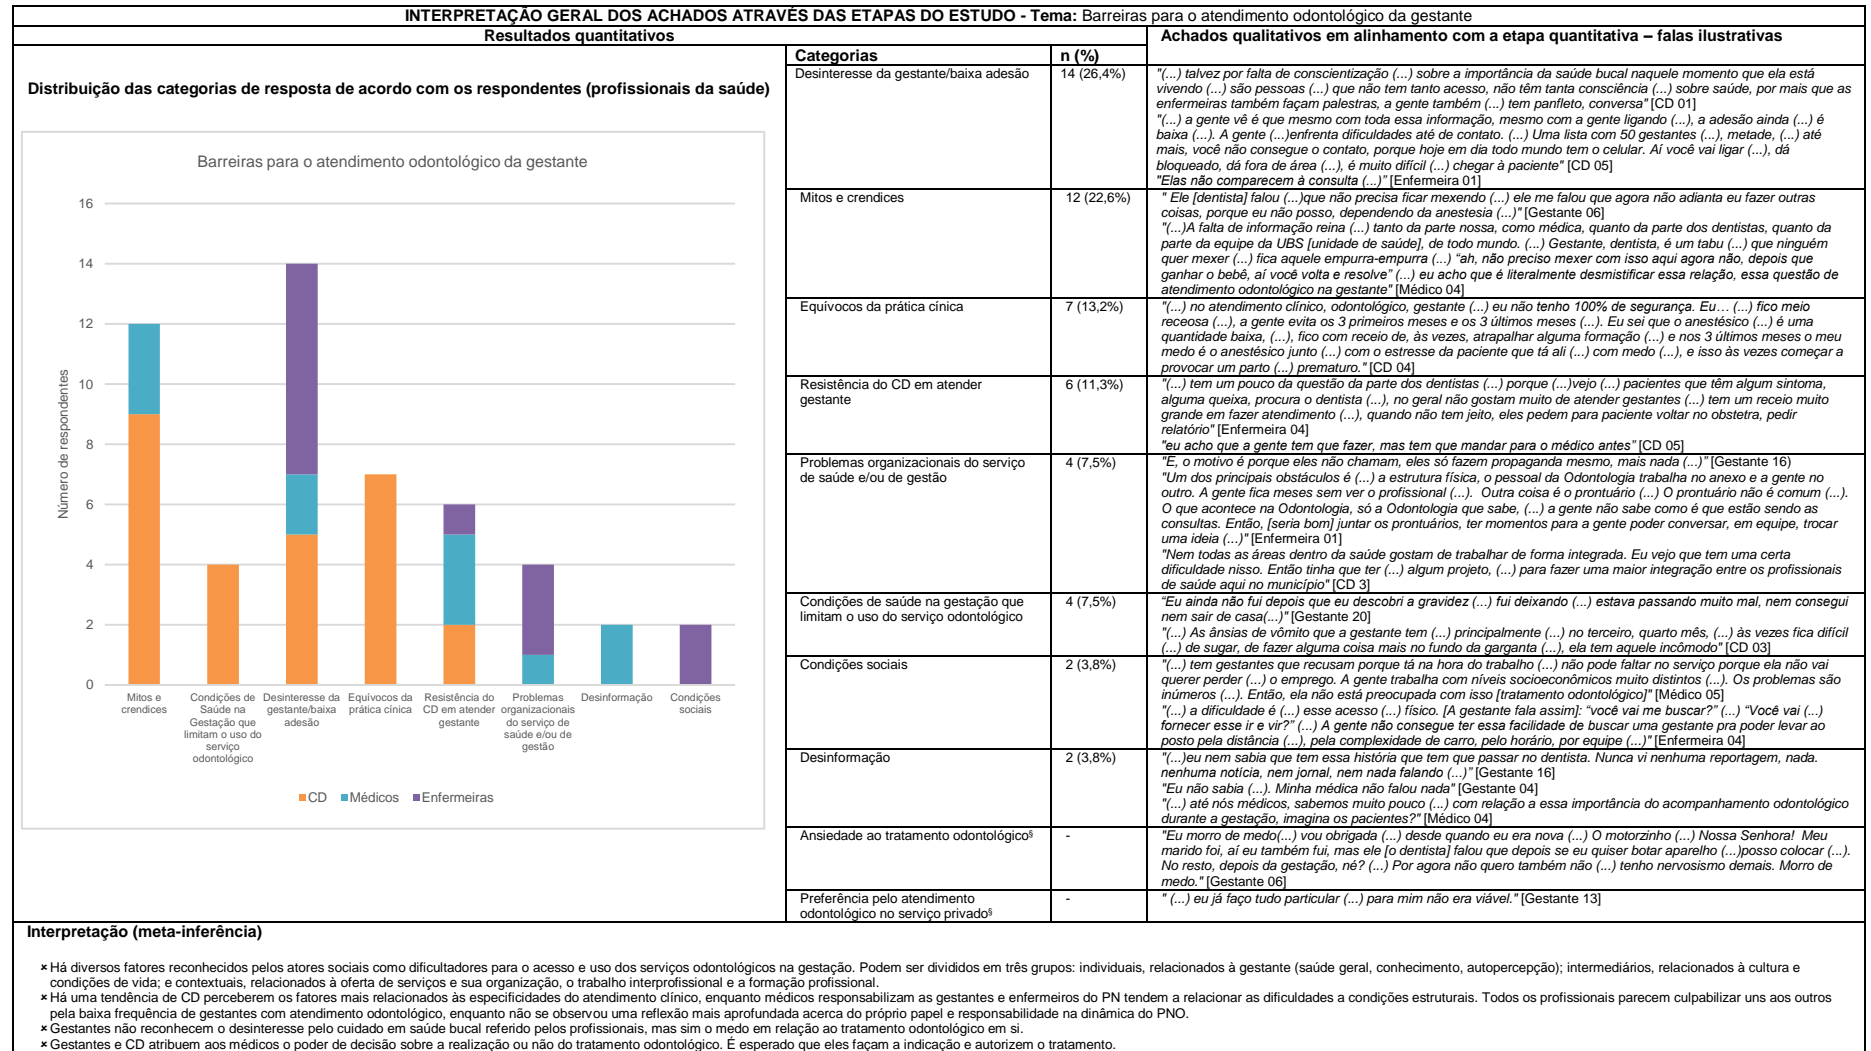 INTERPRETAÇÃO GERAL DOS ACHADOS ATRAVÉS DAS ETAPAS DO ESTUDO - Tema: Barreiras para o atendimento odontológico da gestante
Resultados quantitativos
Achados qualitativos em alinhamento com a etapa quantitativa – falas ilustrativas
Distribuição das categorias de resposta de acordo com os respondentes (profissionais da saúde)
Barreiras para o atendimento odontológico da gestante
Número de respondentes
16
14
12
10
8
6
4
2
0
Mitos e
crendices
Condições de
Saúde na
Gestação que
limitam o uso do
serviço
odontológico
Desinteresse da
gestante/baixa
adesão
Equívocos da
prática cínica
Resistência do
CD em atender
gestante
Problemas
organizacionais
do serviço de
saúde e/ou de
gestão
Desinformação
Condições
sociais
CD Médicos Enfermeiras
Categorias
n (%)
Desinteresse da gestante/baixa adesão
14 (26,4%)
"(...) talvez por falta de conscientização (...) sobre a importância da saúde bucal naquele momento que ela está
vivendo (...) são pessoas (...) que não tem tanto acesso, não têm tanta consciência (...) sobre saúde, por mais que as
enfermeiras também façam palestras, a gente também (...) tem panfleto, conversa" [CD 01]
"(...) a gente vê é que mesmo com toda essa informação, mesmo com a gente ligando (...), a adesão ainda (...) é
baixa (...). A gente (...)enfrenta dificuldades até de contato. (...) Uma lista com 50 gestantes (...), metade, (...) até
mais, você não consegue o contato, porque hoje em dia todo mundo tem o celular. Aí você vai ligar (...), dá
bloqueado, dá fora de área (...), é muito difícil (...) chegar à paciente" [CD 05]
"Elas não comparecem à consulta (...)" [Enfermeira 01]
Mitos e crendices
12 (22,6%)
" Ele [dentista] falou (...)que não precisa ficar mexendo (...) ele me falou que agora não adianta eu fazer outras
coisas, porque eu não posso, dependendo da anestesia (...)" [Gestante 06]
"(...)A falta de informação reina (...) tanto da parte nossa, como médica, quanto da parte dos dentistas, quanto da
parte da equipe da UBS [unidade de saúde], de todo mundo. (...) Gestante, dentista, é um tabu (...) que ninguém
quer mexer (...) fica aquele empurra-empurra (...) “ah, não preciso mexer com isso aqui agora não, depois que
ganhar o bebê, aí você volta e resolve” (...) eu acho que é literalmente desmistificar essa relação, essa questão de
atendimento odontológico na gestante" [Médico 04]
Equívocos da prática cínica
7 (13,2%)
"(...) no atendimento clínico, odontológico, gestante (...) eu não tenho 100% de segurança. Eu… (...) fico meio
receosa (...), a gente evita os 3 primeiros meses e os 3 últimos meses (...). Eu sei que o anestésico (...) é uma
quantidade baixa, (...), fico com receio de, às vezes, atrapalhar alguma formação (...) e nos 3 últimos meses o meu
medo é o anestésico junto (...) com o estresse da paciente que tá ali (...) com medo (...), e isso às vezes começar a
provocar um parto (...) prematuro." [CD 04]
Resistência do CD em atender
gestante
6 (11,3%)
"(...) tem um pouco da questão da parte dos dentistas (...) porque (...)vejo (...) pacientes que têm algum sintoma,
alguma queixa, procura o dentista (...), no geral não gostam muito de atender gestantes (...) tem um receio muito
grande em fazer atendimento (...), quando não tem jeito, eles pedem para paciente voltar no obstetra, pedir
relatório" [Enfermeira 04]
"eu acho que a gente tem que fazer, mas tem que mandar para o médico antes” [CD 05]
Problemas organizacionais do serviço
de saúde e/ou de gestão
4 (7,5%)
"É, o motivo é porque eles não chamam, eles só fazem propaganda mesmo, mais nada (...)” [Gestante 16)
"Um dos principais obstáculos é (...) a estrutura física, o pessoal da Odontologia trabalha no anexo e a gente no
outro. A gente fica meses sem ver o profissional (...). Outra coisa é o prontuário (...) O prontuário não é comum (...).
O que acontece na Odontologia, só a Odontologia que sabe, (...) a gente não sabe como é que estão sendo as
consultas. Então, [seria bom] juntar os prontuários, ter momentos para a gente poder conversar, em equipe, trocar
uma ideia (...)" [Enfermeira 01]
"Nem todas as áreas dentro da saúde gostam de trabalhar de forma integrada. Eu vejo que tem uma certa
dificuldade nisso. Então tinha que ter (...) algum projeto, (...) para fazer uma maior integração entre os profissionais
de saúde aqui no município" [CD 3]
Condições de saúde na gestação que
limitam o uso do serviço odontológico
4 (7,5%)
“Eu ainda não fui depois que eu descobri a gravidez (...) fui deixando (...) estava passando muito mal, nem consegui
nem sair de casa(...)" [Gestante 20]
"(...) As ânsias de vômito que a gestante tem (...) principalmente (...) no terceiro, quarto mês, (...) às vezes fica difícil
(...) de sugar, de fazer alguma coisa mais no fundo da garganta (...), ela tem aquele incômodo" [CD 03]
Condições sociais
2 (3,8%)
"(...) tem gestantes que recusam porque tá na hora do trabalho (...) não pode faltar no serviço porque ela não vai
querer perder (...) o emprego. A gente trabalha com níveis socioeconômicos muito distintos (...). Os problemas são
inúmeros (...). Então, ela não está preocupada com isso [tratamento odontológico]" [Médico 05]
"(...) a dificuldade é (...) esse acesso (...) físico. [A gestante fala assim]: “você vai me buscar?” (...) “Você vai (...)
fornecer esse ir e vir?” (...) A gente não consegue ter essa facilidade de buscar uma gestante pra poder levar ao
posto pela distância (...), pela complexidade de carro, pelo horário, por equipe (...)" [Enfermeira 04]
Desinformação
2 (3,8%)
"(...)eu nem sabia que tem essa história que tem que passar no dentista. Nunca vi nenhuma reportagem, nada.
nenhuma notícia, nem jornal, nem nada falando (...)” [Gestante 16]
"Eu não sabia (...). Minha médica não falou nada" [Gestante 04]
"(...) até nós médicos, sabemos muito pouco (...) com relação a essa importância do acompanhamento odontológico
durante a gestação, imagina os pacientes?" [Médico 04]
Ansiedade ao tratamento odontológico§
-
"Eu morro de medo(...) vou obrigada (...) desde quando eu era nova (...) O motorzinho (...) Nossa Senhora! Meu
marido foi, aí eu também fui, mas ele [o dentista] falou que depois se eu quiser botar aparelho (...)posso colocar (...).
No resto, depois da gestação, né? (...) Por agora não quero também não (...) tenho nervosismo demais. Morro de
medo." [Gestante 06]
Preferência pelo atendimento
odontológico no serviço privado§
-
" (...) eu já faço tudo particular (...) para mim não era viável." [Gestante 13]
Interpretação (meta-inferência)
Há diversos fatores reconhecidos pelos atores sociais como dificultadores para o acesso e uso dos serviços odontológicos na gestação. Podem ser divididos em três grupos: individuais, relacionados à gestante (saúde geral, conhecimento, autopercepção); intermediários, relacionados à cultura e
condições de vida; e contextuais, relacionados à oferta de serviços e sua organização, o trabalho interprofissional e a formação profissional.
Há uma tendência de CD perceberem os fatores mais relacionados às especificidades do atendimento clínico, enquanto médicos responsabilizam as gestantes e enfermeiros do PN tendem a relacionar as dificuldades a condições estruturais. Todos os profissionais parecem culpabilizar uns aos outros
pela baixa frequência de gestantes com atendimento odontológico, enquanto não se observou uma reflexão mais aprofundada acerca do próprio papel e responsabilidade na dinâmica do PNO.
Gestantes não reconhecem o desinteresse pelo cuidado em saúde bucal referido pelos profissionais, mas sim o medo em relação ao tratamento odontológico em si.
Gestantes e CD atribuem aos médicos o poder de decisão sobre a realização ou não do tratamento odontológico. É esperado que eles façam a indicação e autorizem o tratamento.